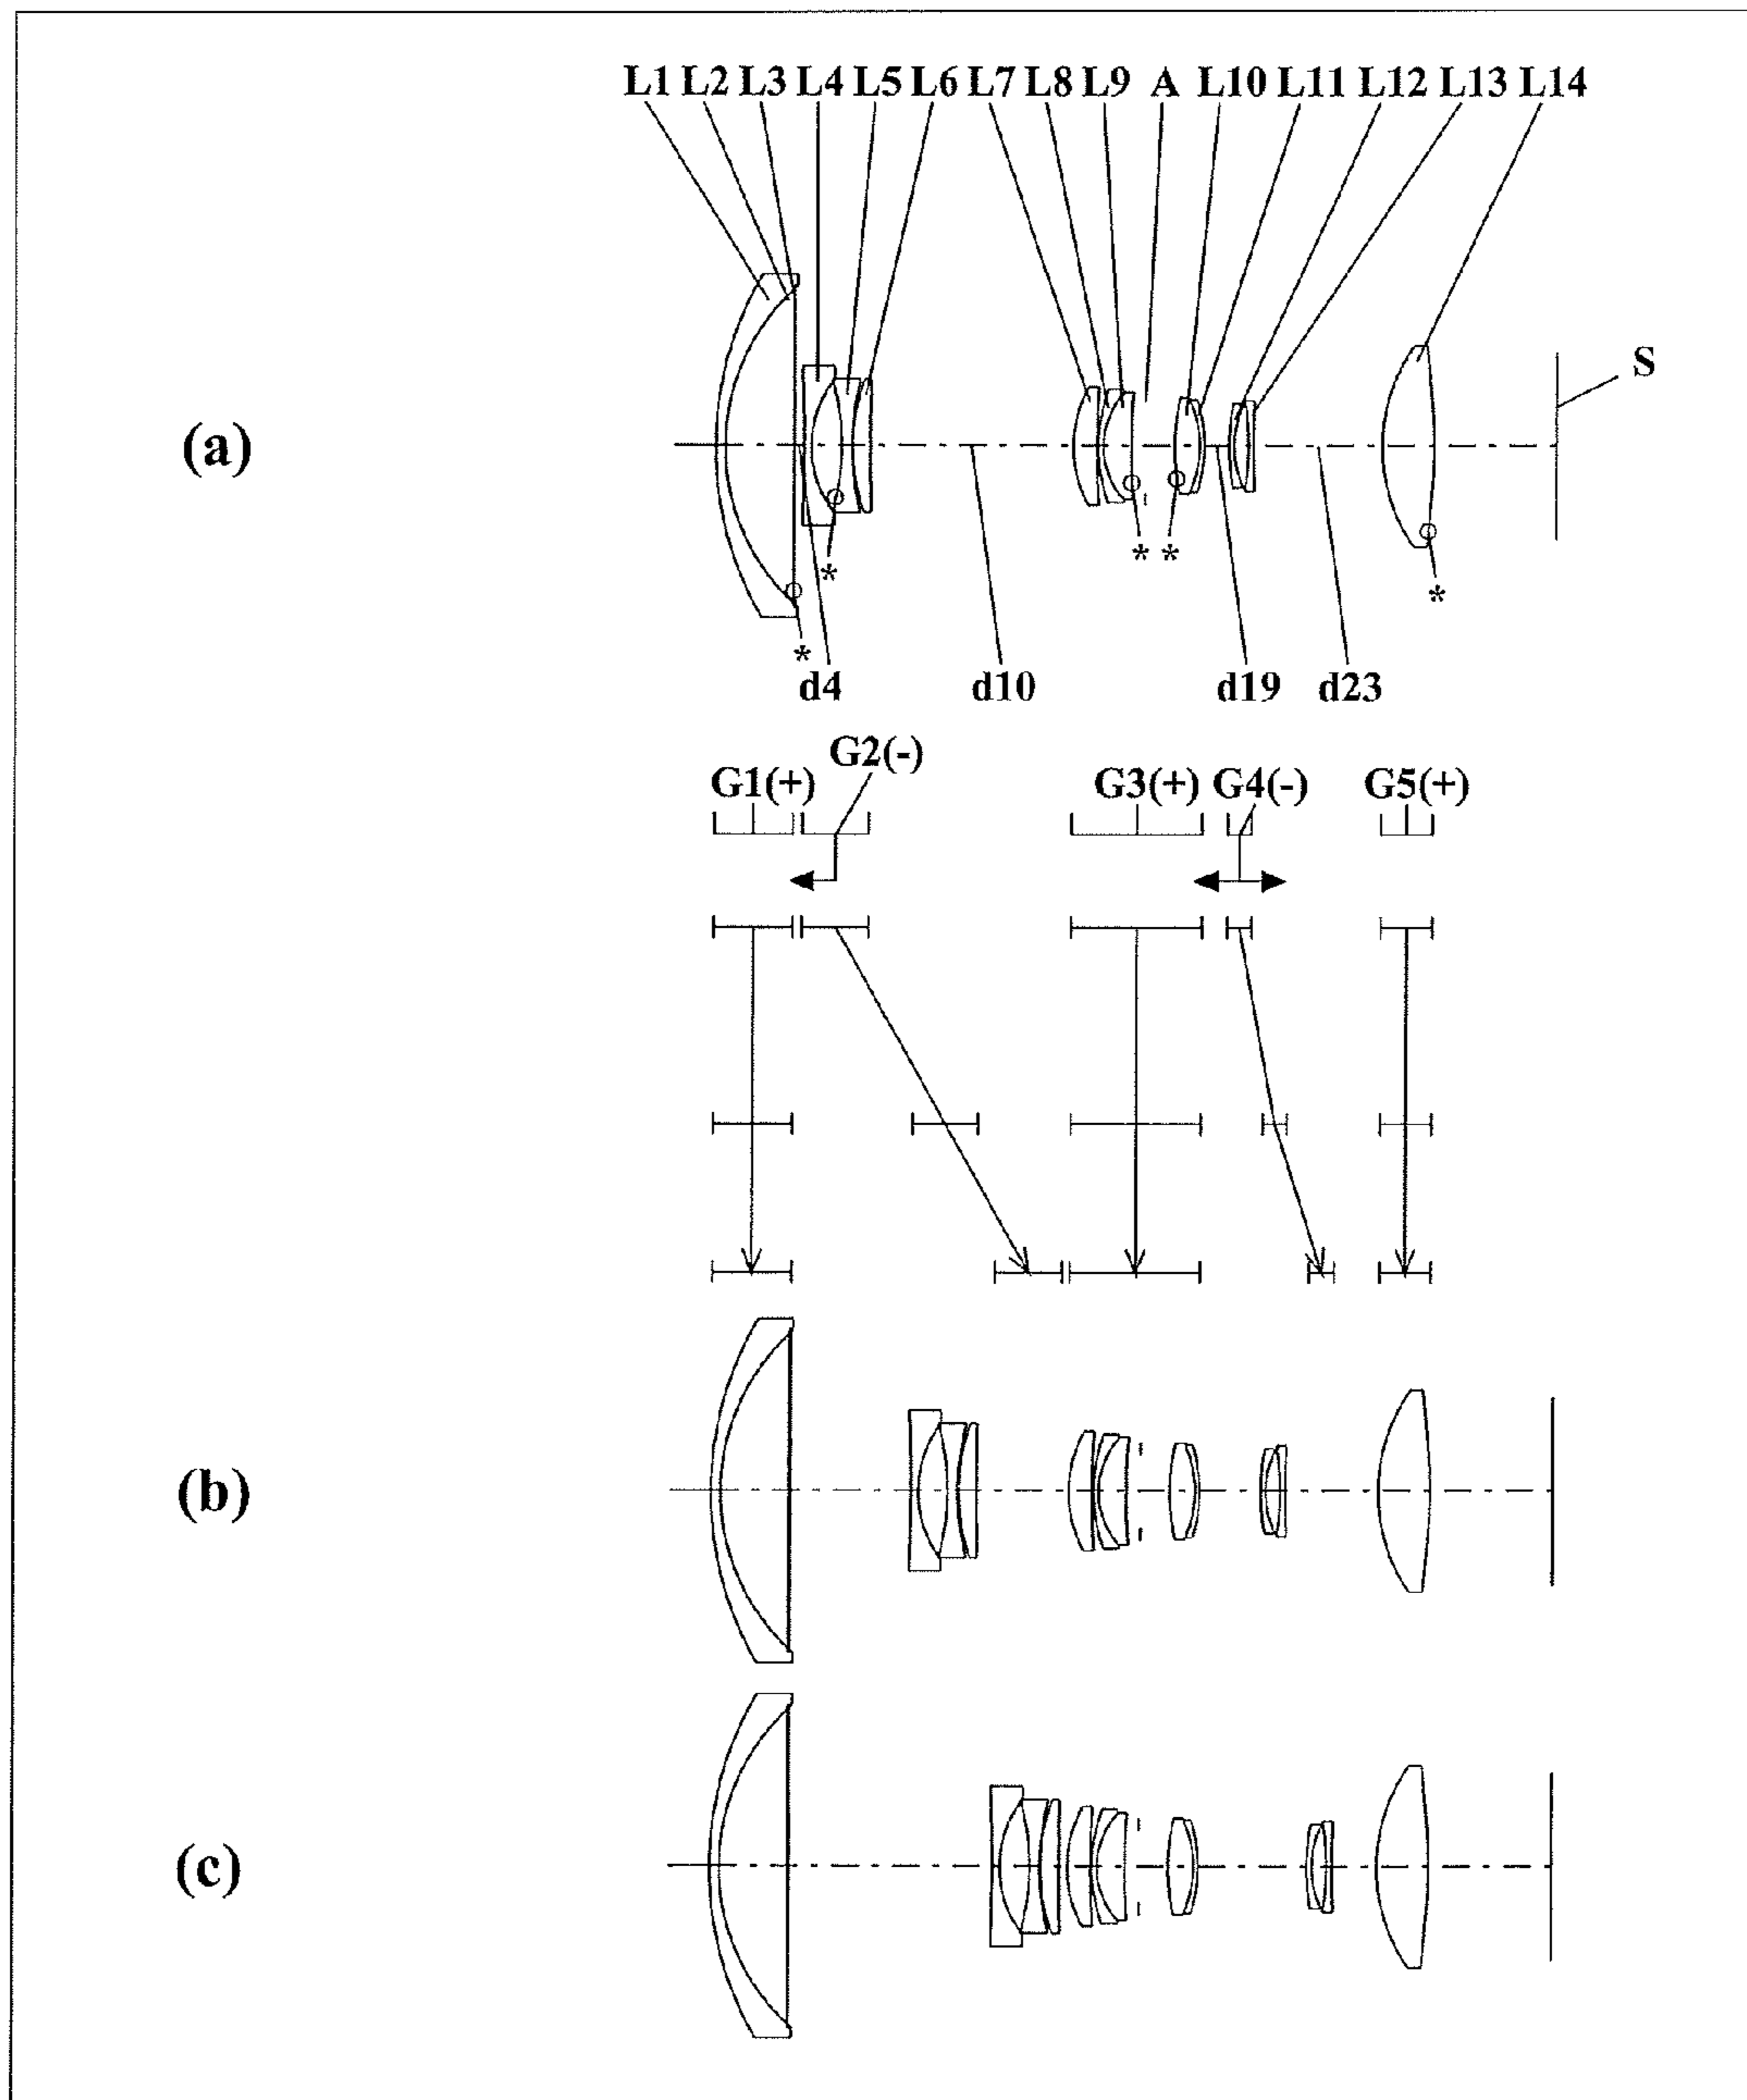 L1 L2 L3 L4 L5 L6 L7 L8 L9 A L10 L11 L12 L13 L14
S
(a)
* * *
*
*
*
d4 d10 d19 d23
G2(-)
G1(+) G3(+) G4(-) G5(+)
(b)
(c)